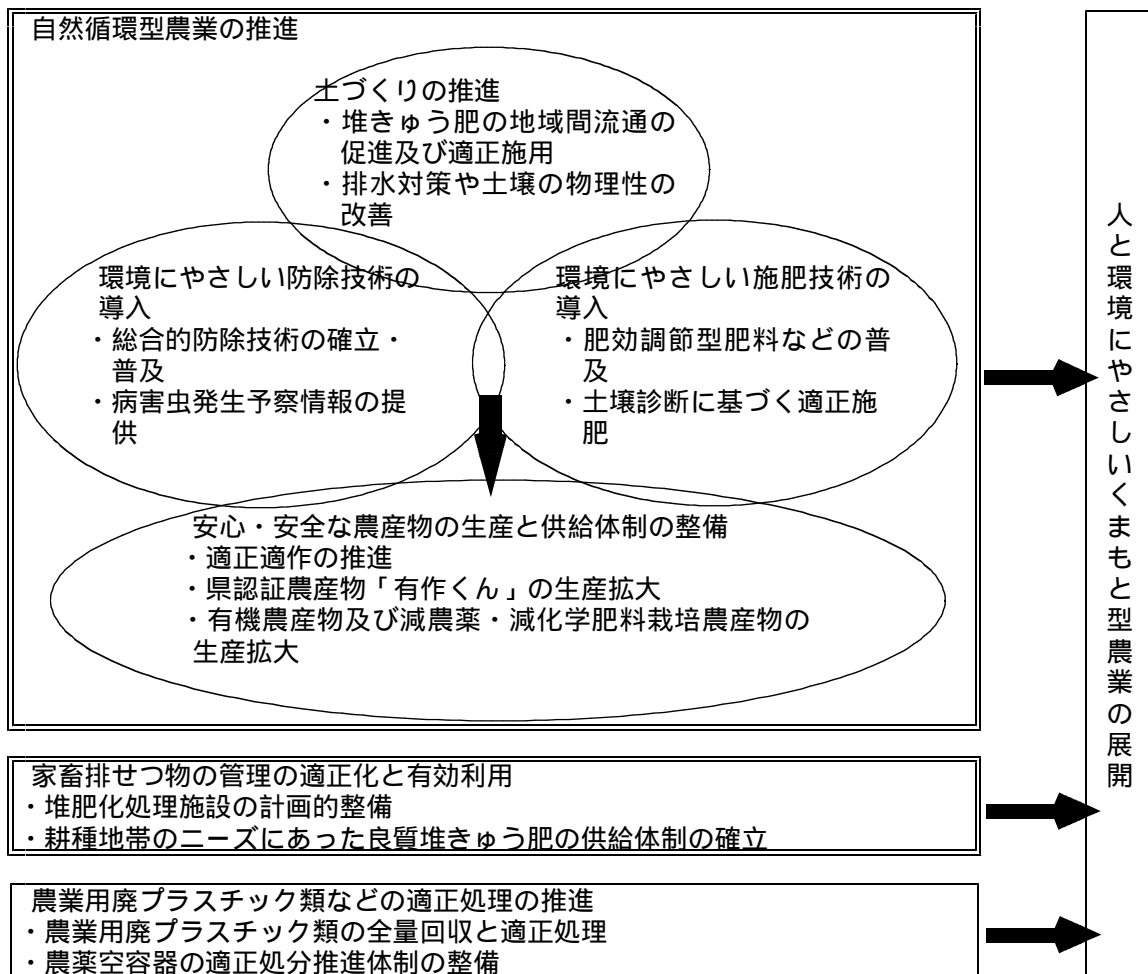 自然循環型農業の推進
土づくりの推進
・堆きゅう肥の地域間流通の
促進及び適正施用
・排水対策や土壌の物理性の
改善
環境にやさしい防除技術の
導入
・総合的防除技術の確立・
普及
・病害虫発生予察情報の提
供
環境にやさしい施肥技術の
導入
・肥効調節型肥料などの普
及
・土壌診断に基づく適正施
肥
安心・安全な農産物の生産と供給体制の整備
・適正適作の推進
・県認証農産物「有作くん」の生産拡大
・有機農産物及び減農薬・減化学肥料栽培農産物の
生産拡大
家畜排せつ物の管理の適正化と有効利用
・堆肥化処理施設の計画的整備
・耕種地帯のニーズにあった良質堆きゅう肥の供給体制の確立
農業用廃プラスチック類などの適正処理の推進
・農業用廃プラスチック類の全量回収と適正処理
・農薬空容器の適正処分推進体制の整備
人と環境にやさしいくまもと型農業の展開